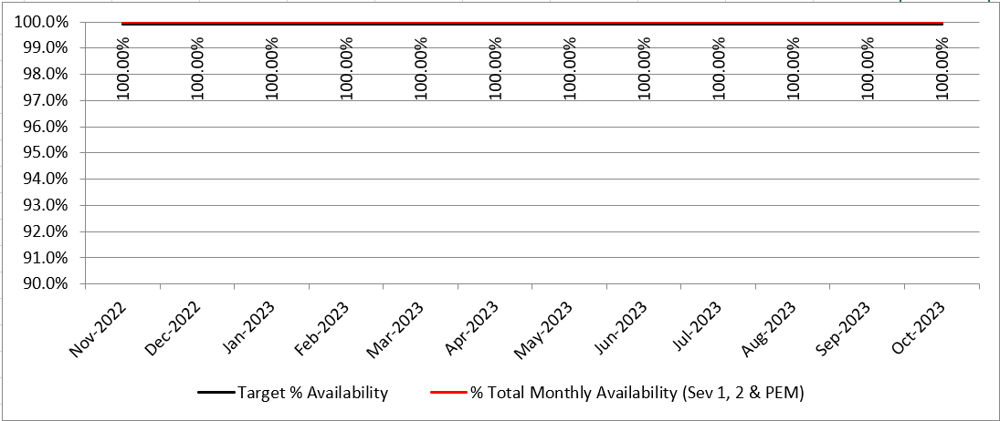 100.0%
99.0%
98.0%
97.0%
96.0%
95.0%
94.0%
93.0%
92.0%
91.0%
90.0%
100.00%
100.00%
100.00%
100.00%
100.00%
100.00%
100.00%
100.00%
100.00%
100.00%
100.00%
100.00%
Nov-2022
Dec-2022
Jan-2023
Feb-2023
Mar-2023
Apr-2023
May-2023
Jun-2023
Jul-2023
Aug-2023
Sep-2023
Oct-2023
Target % Availability
% Total Monthly Availability (Sev 1, 2 & PEM)